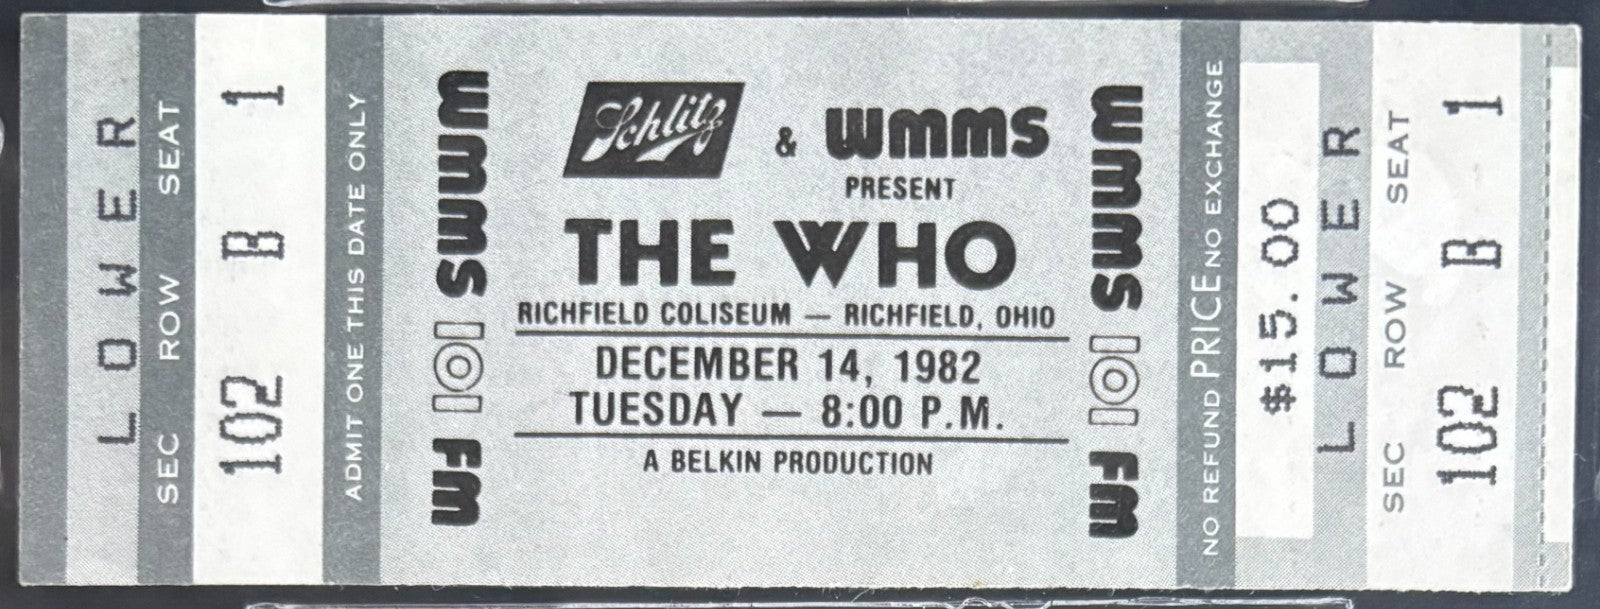 LOWER
SEC ROW SEAT
102 B 1
ADMIT ONE THIS DATE ONLY
WMMS 101 FM
Schlitz & WMMS
PRESENT
THE WHO
RICHFIELD COLISEUM — RICHFIELD, OHIO
DECEMBER 14, 1982
TUESDAY — 8:00 P.M.
A BELKIN PRODUCTION
WMMS 101 FM
NO REFUND PRICE NO EXCHANGE
$15.00
LOWER
SEC ROW SEAT
102 B 1